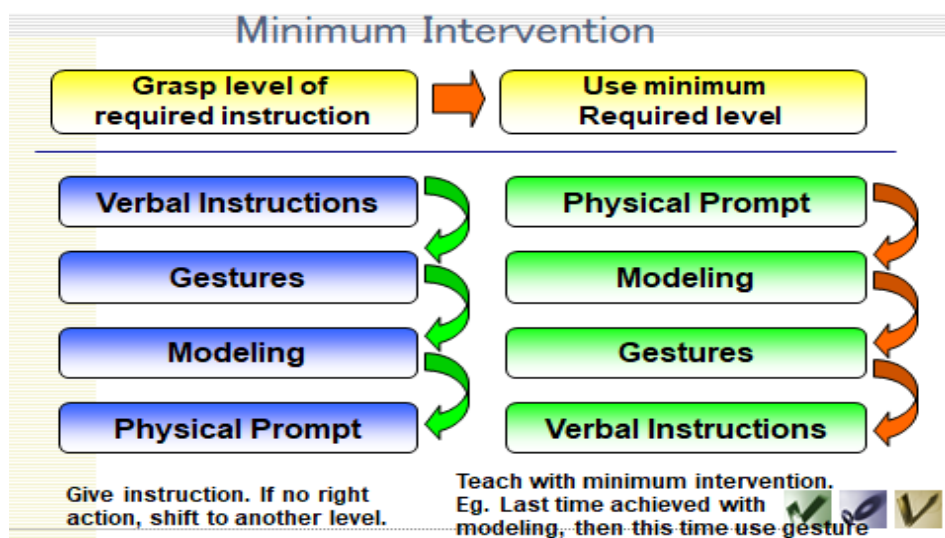 Minimum Intervention
Grasp level of
required instruction
Use minimum
Required level
Verbal Instructions
Gestures
Modeling
Physical Prompt
Physical Prompt
Modeling
Gestures
Verbal Instructions
Give instruction. If no right
action, shift to another level.
Teach with minimum intervention.
Eg. Last time achieved with
modeling, then this time use gesture